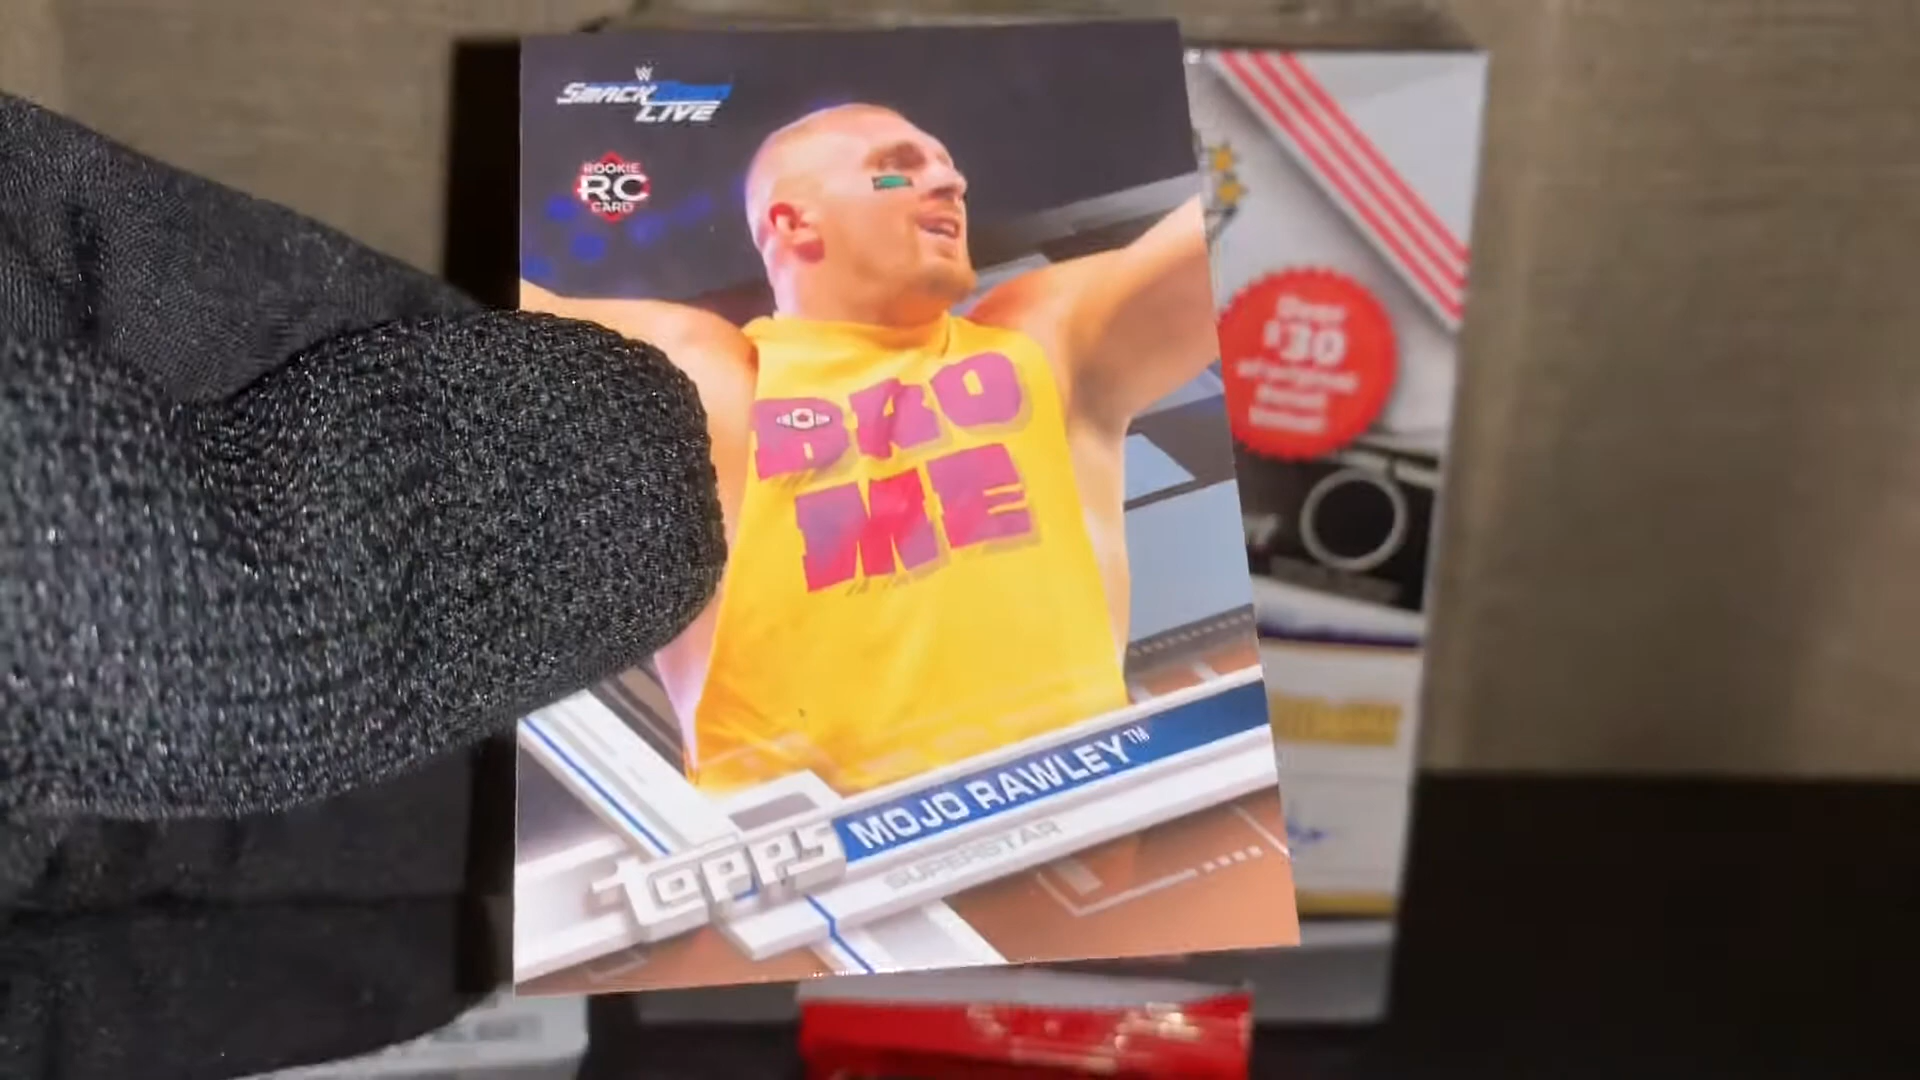 W
SMACKDOWN
LIVE
ROOKIE
RC
CARD
BRO
ME
MOJO RAWLEY™
topps
SUPERSTAR
Over
$30